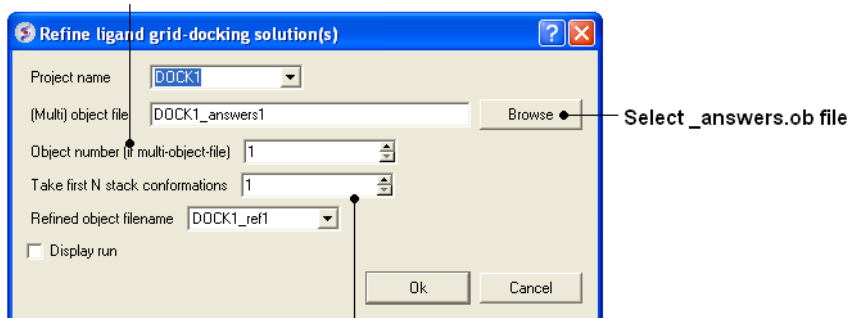 Refine ligand grid-docking solution(s)
Project name DOCK1
(Multi) object file DOCK1_answers1 Browse Select _answers.ob file
Object number (if multi-object-file) 1
Take first N stack conformations 1
Refined object filename DOCK1_ref1
Display run
Ok Cancel